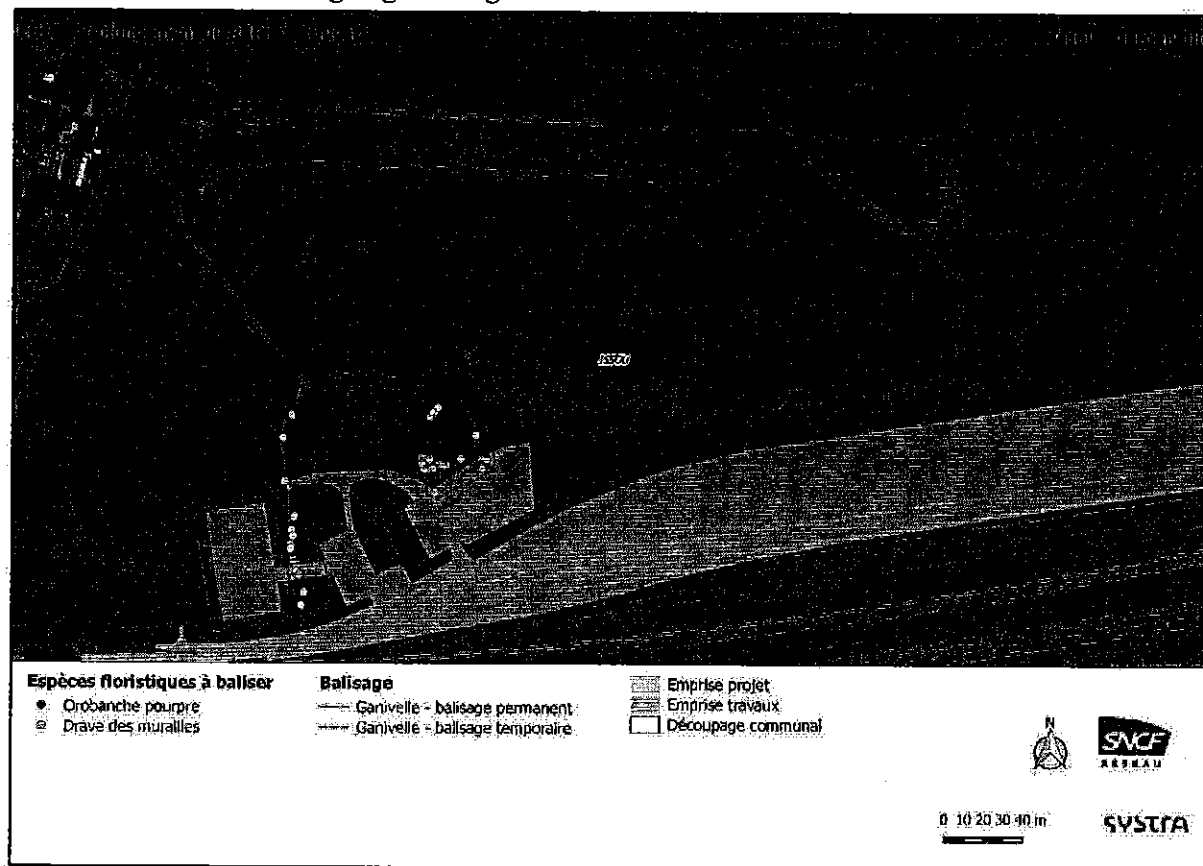 Espèces floristiques à baliser
Orobanche pourpre
Drave des murailles
Balisage
Ganivelle - balisage permanent
Ganivelle - balisage temporaire
Emprise projet
Emprise travaux
Découpage communal
N
SNCF
RÉSEAU
0 10 20 30 40 m
SYSTRA